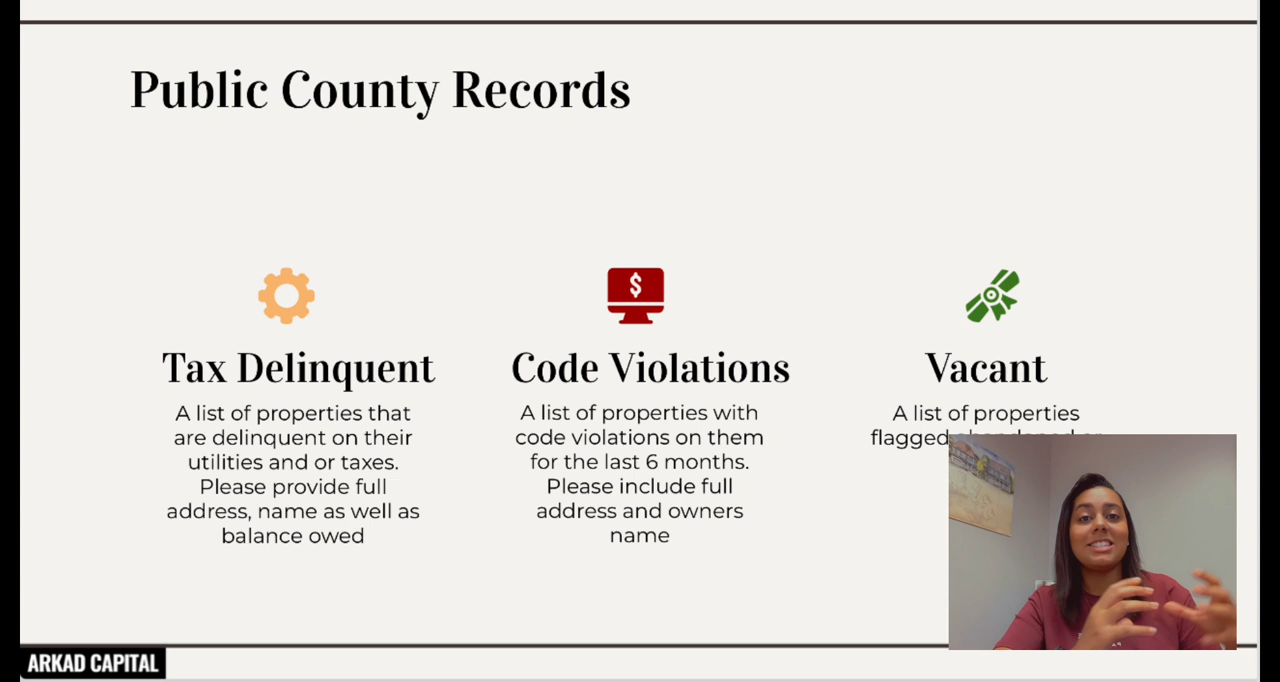 Public County Records
$
Tax Delinquent
A list of properties that
are delinquent on their
utilities and or taxes.
Please provide full
address, name as well as
balance owed
Code Violations
A list of properties with
code violations on them
for the last 6 months.
Please include full
address and owners
name
Vacant
A list of properties
flagged
ARKAD CAPITAL